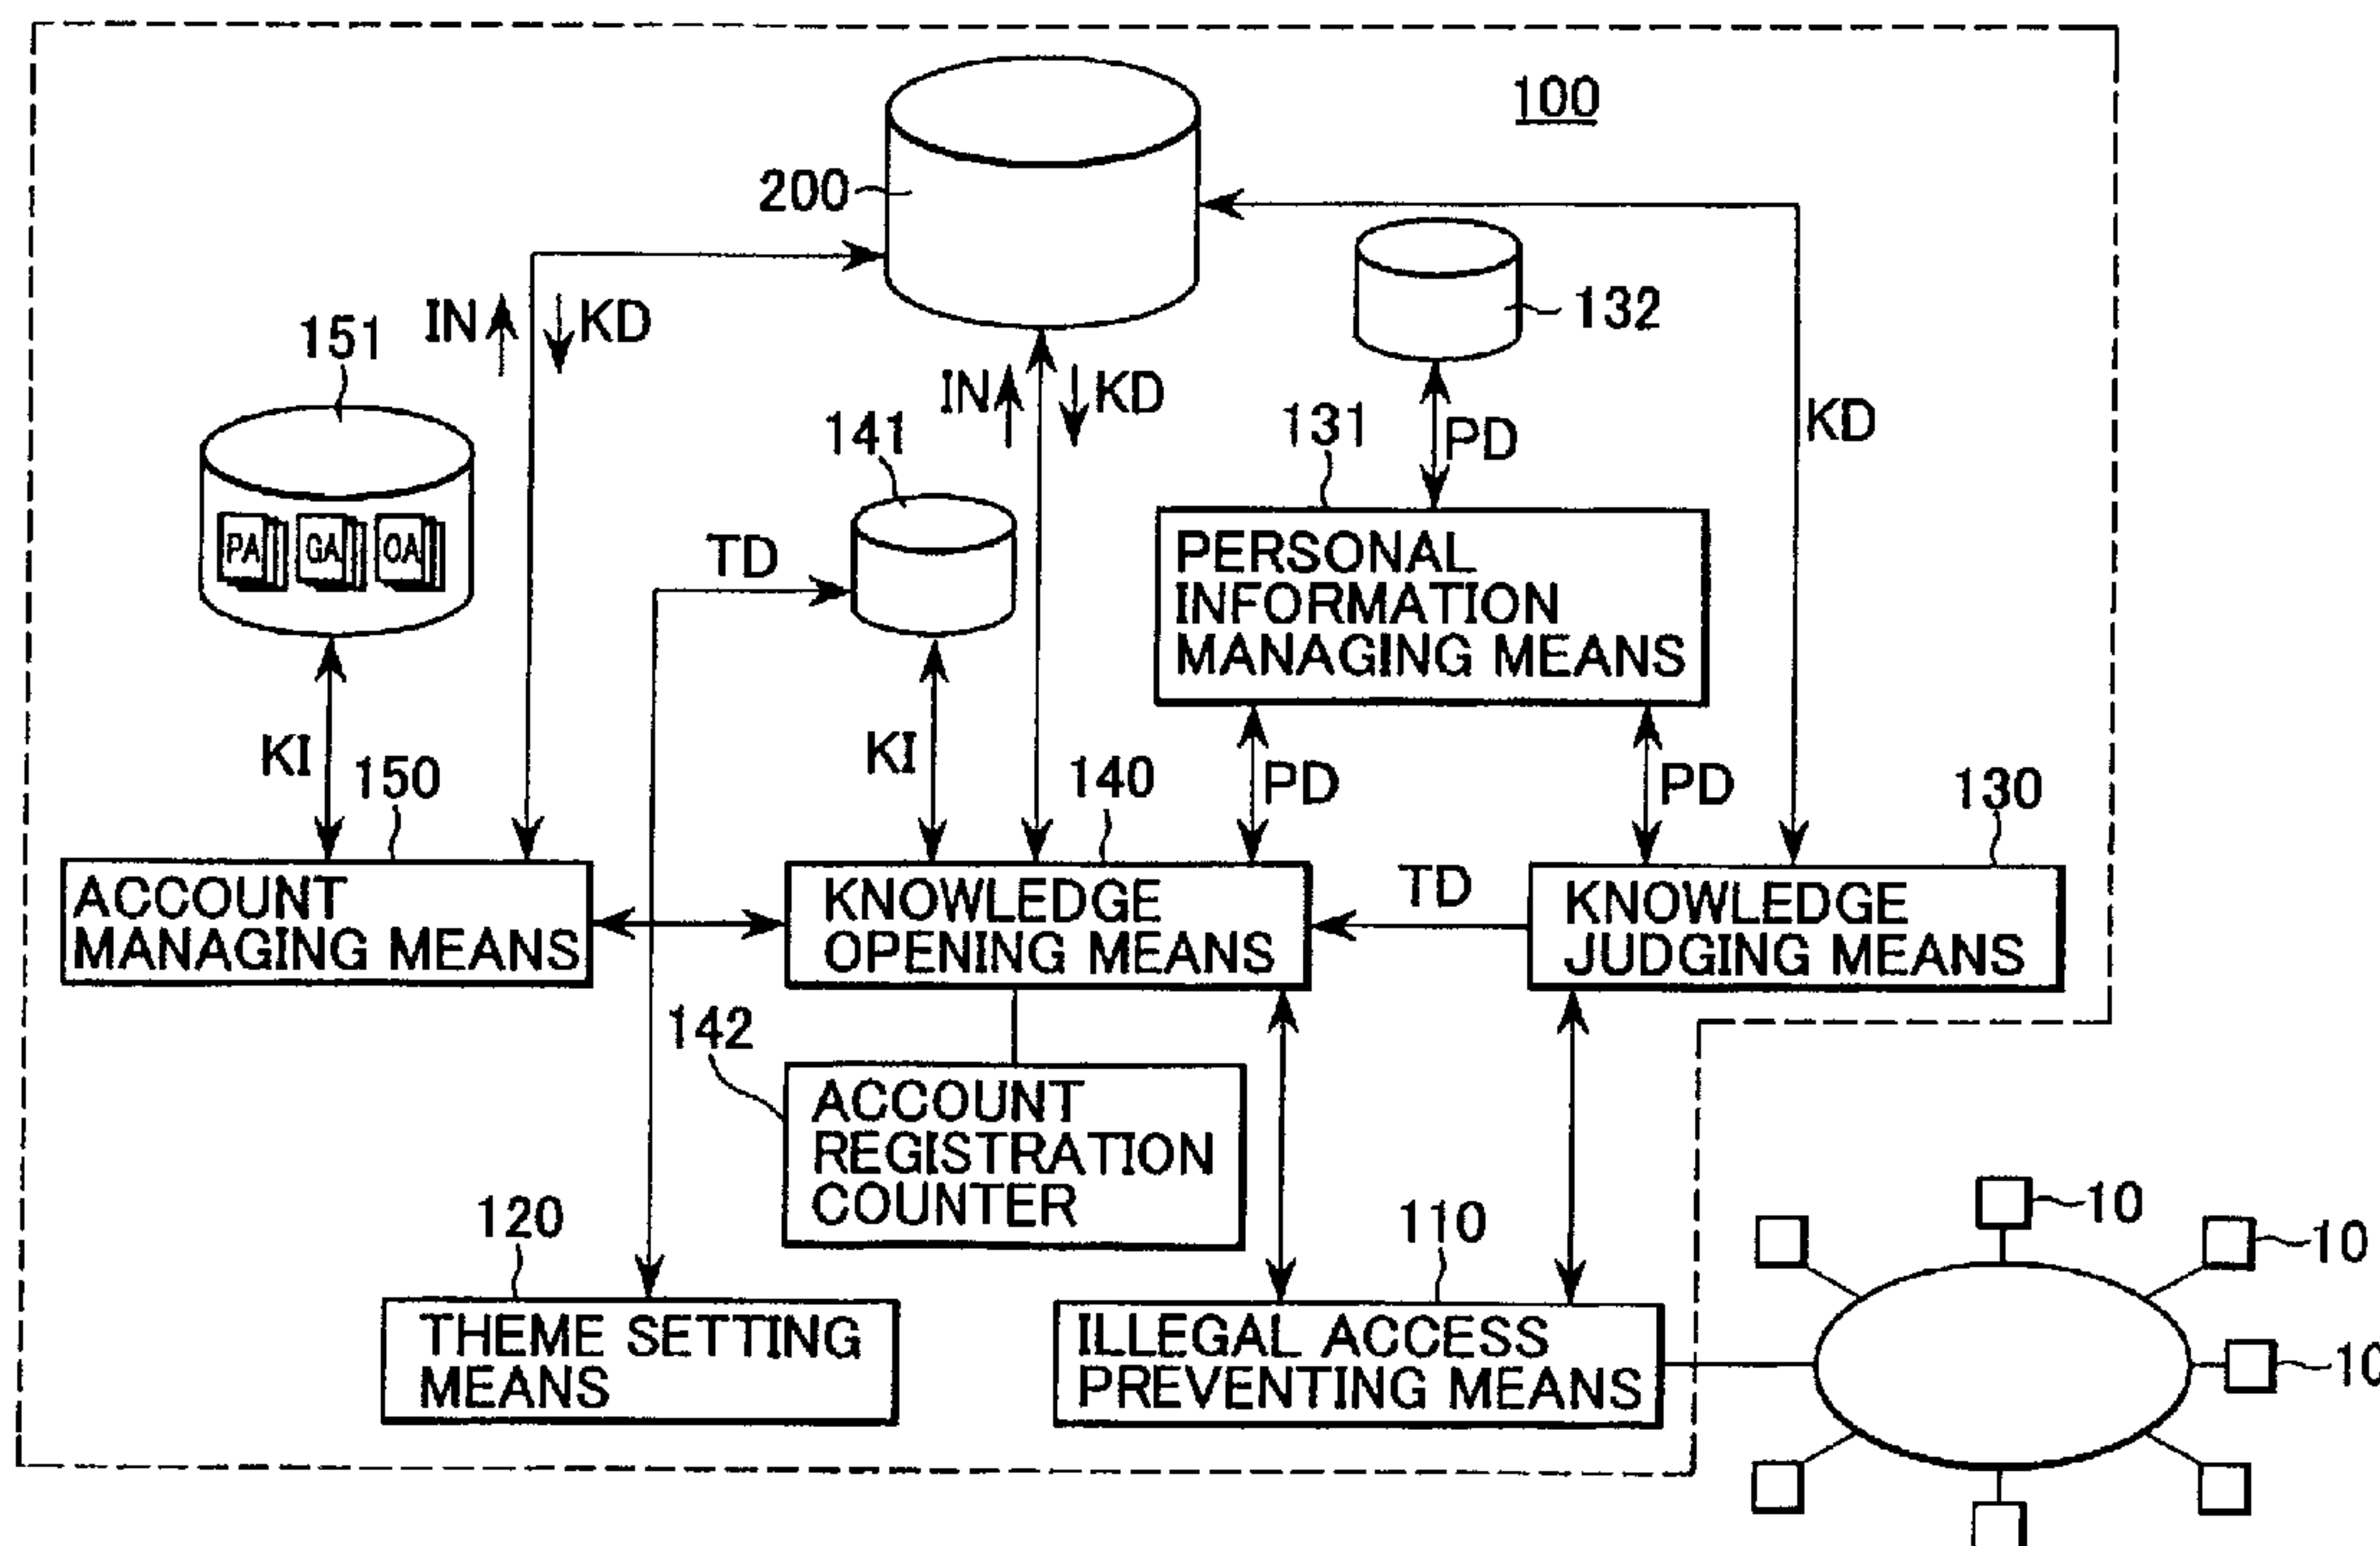 100
200
132
IN
KD
151
IN
KD
131
PD
KD
141
PA
GA
OA
TD
PERSONAL
INFORMATION
MANAGING MEANS
KI
150
KI
140
PD
PD
130
ACCOUNT
MANAGING MEANS
KNOWLEDGE
OPENING MEANS
TD
KNOWLEDGE
JUDGING MEANS
142
ACCOUNT
REGISTRATION
COUNTER
120
110
10
10
THEME SETTING
MEANS
ILLEGAL ACCESS
PREVENTING MEANS
10